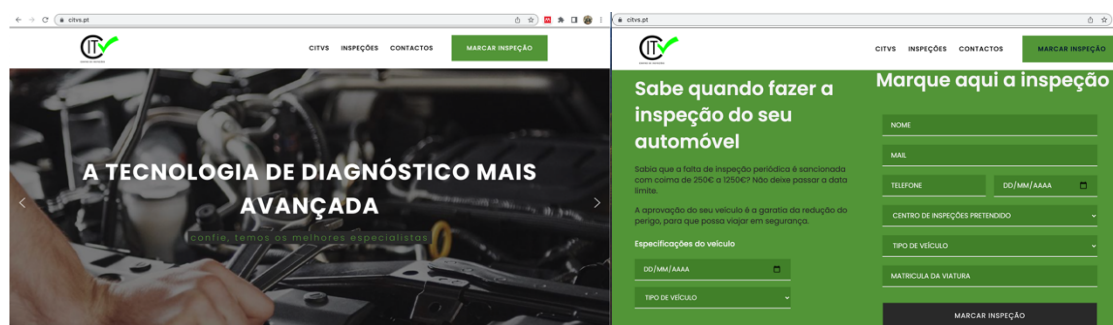 citvs.pt
CITVS INSPEÇÕES CONTACTOS MARCAR INSPEÇÃO
A TECNOLOGIA DE DIAGNÓSTICO MAIS
AVANÇADA
confie, temos os melhores especialistas
citvs.pt
CITVS INSPEÇÕES CONTACTOS MARCAR INSPEÇÃO
Sabe quando fazer a
inspeção do seu
automóvel
Sabia que a falta de inspeção periódica é sancionada
com coima de 250€ a 1250€? Não deixe passar a data
limite.
A aprovação do seu veículo é a garatia da redução do
perigo, para que possa viajar em segurança.
Especificações do veículo
DD/MM/AAAA
TIPO DE VEÍCULO
Marque aqui a inspeção
NOME
MAIL
TELEFONE DD/MM/AAAA
CENTRO DE INSPEÇÕES PRETENDIDO
TIPO DE VEÍCULO
MATRICULA DA VIATURA
MARCAR INSPEÇÃO